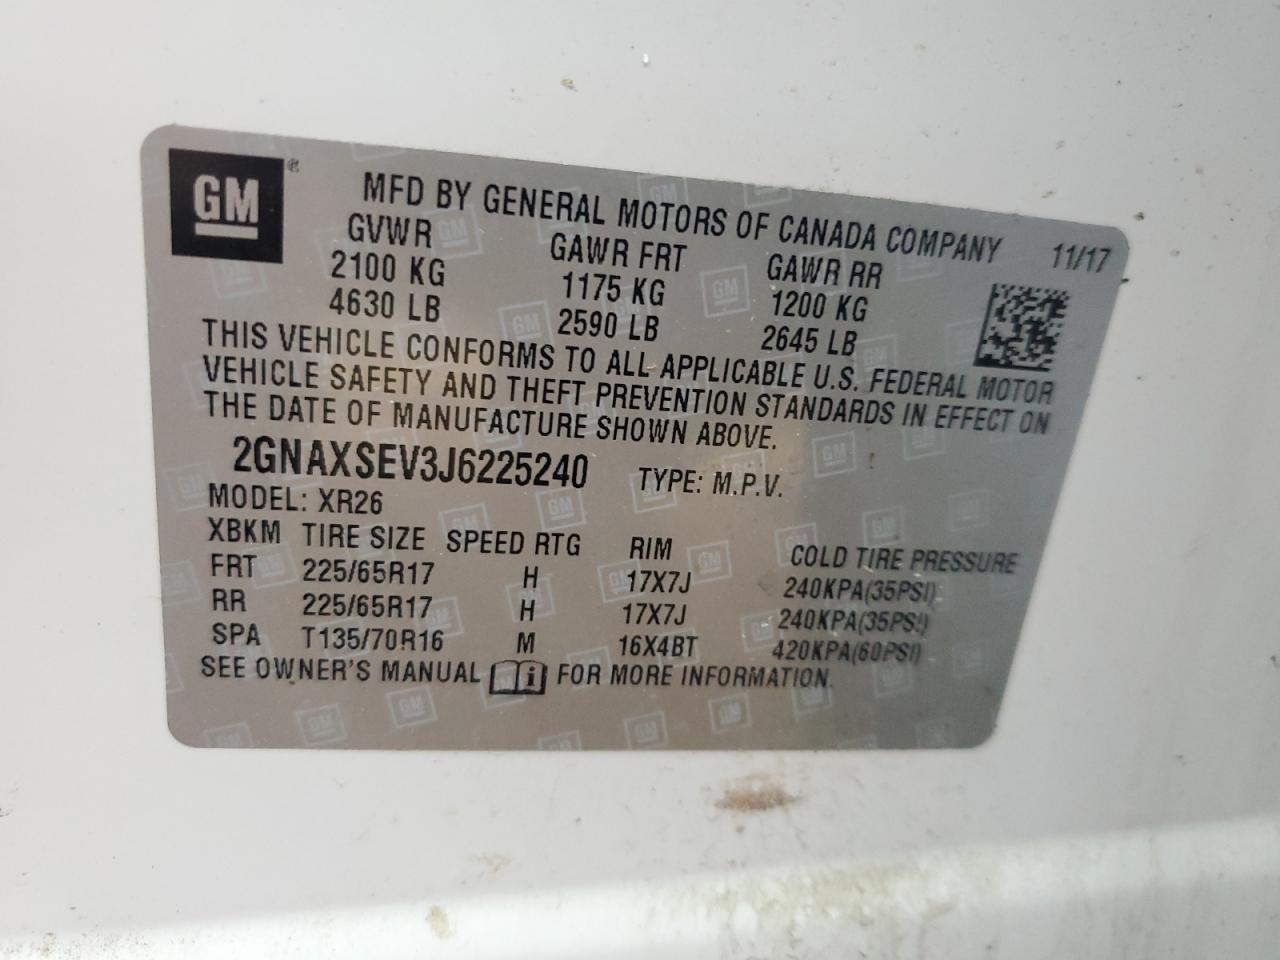 GM ®
MFD BY GENERAL MOTORS OF CANADA COMPANY 11/17
GVWR GAWR FRT GAWR RR
2100 KG 1175 KG 1200 KG
4630 LB 2590 LB 2645 LB
THIS VEHICLE CONFORMS TO ALL APPLICABLE U.S. FEDERAL MOTOR
VEHICLE SAFETY AND THEFT PREVENTION STANDARDS IN EFFECT ON
THE DATE OF MANUFACTURE SHOWN ABOVE.
2GNAXSEV3J6225240 TYPE: M.P.V.
MODEL: XR26
XBKM TIRE SIZE SPEED RTG RIM COLD TIRE PRESSURE
FRT 225/65R17 H 17X7J 240KPA(35PSI)
RR 225/65R17 H 17X7J 240KPA(35PSI)
SPA T135/70R16 M 16X4BT 420KPA(60PSI)
SEE OWNER'S MANUAL i FOR MORE INFORMATION.